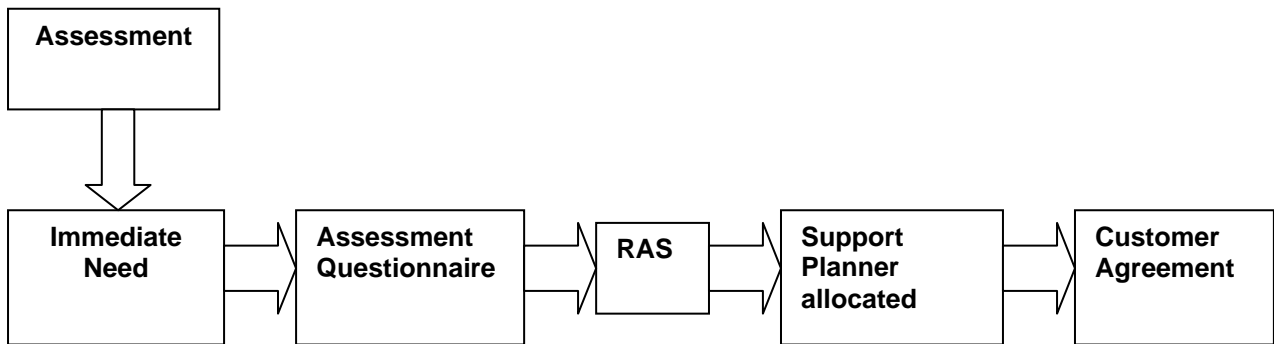 Assessment
Immediate
Need
Assessment
Questionnaire
RAS
Support
Planner
allocated
Customer
Agreement